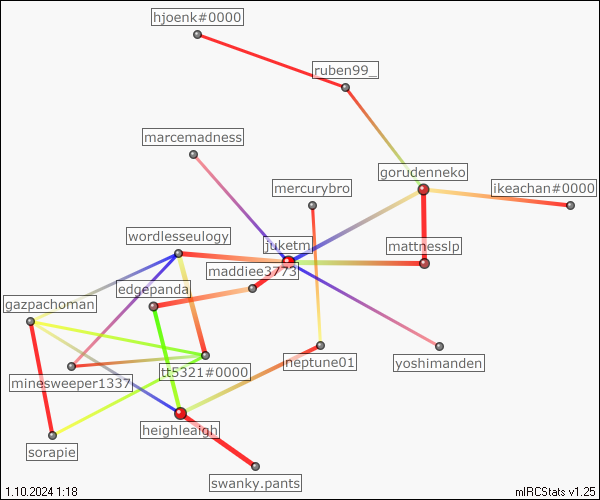 hjoenk#0000
ruben99_
marcemadness
gorudenneko
mercurybro
ikeachan#0000
wordlesseulogy
juketm
mattnesslp
maddiee3773
edgepanda
gazpachoman
neptune01
yoshimanden
tt5321#0000
minesweeper1337
heighleaigh
sorapie
swanky.pants
1.10.2024 1:18
mIRCStats v1.25